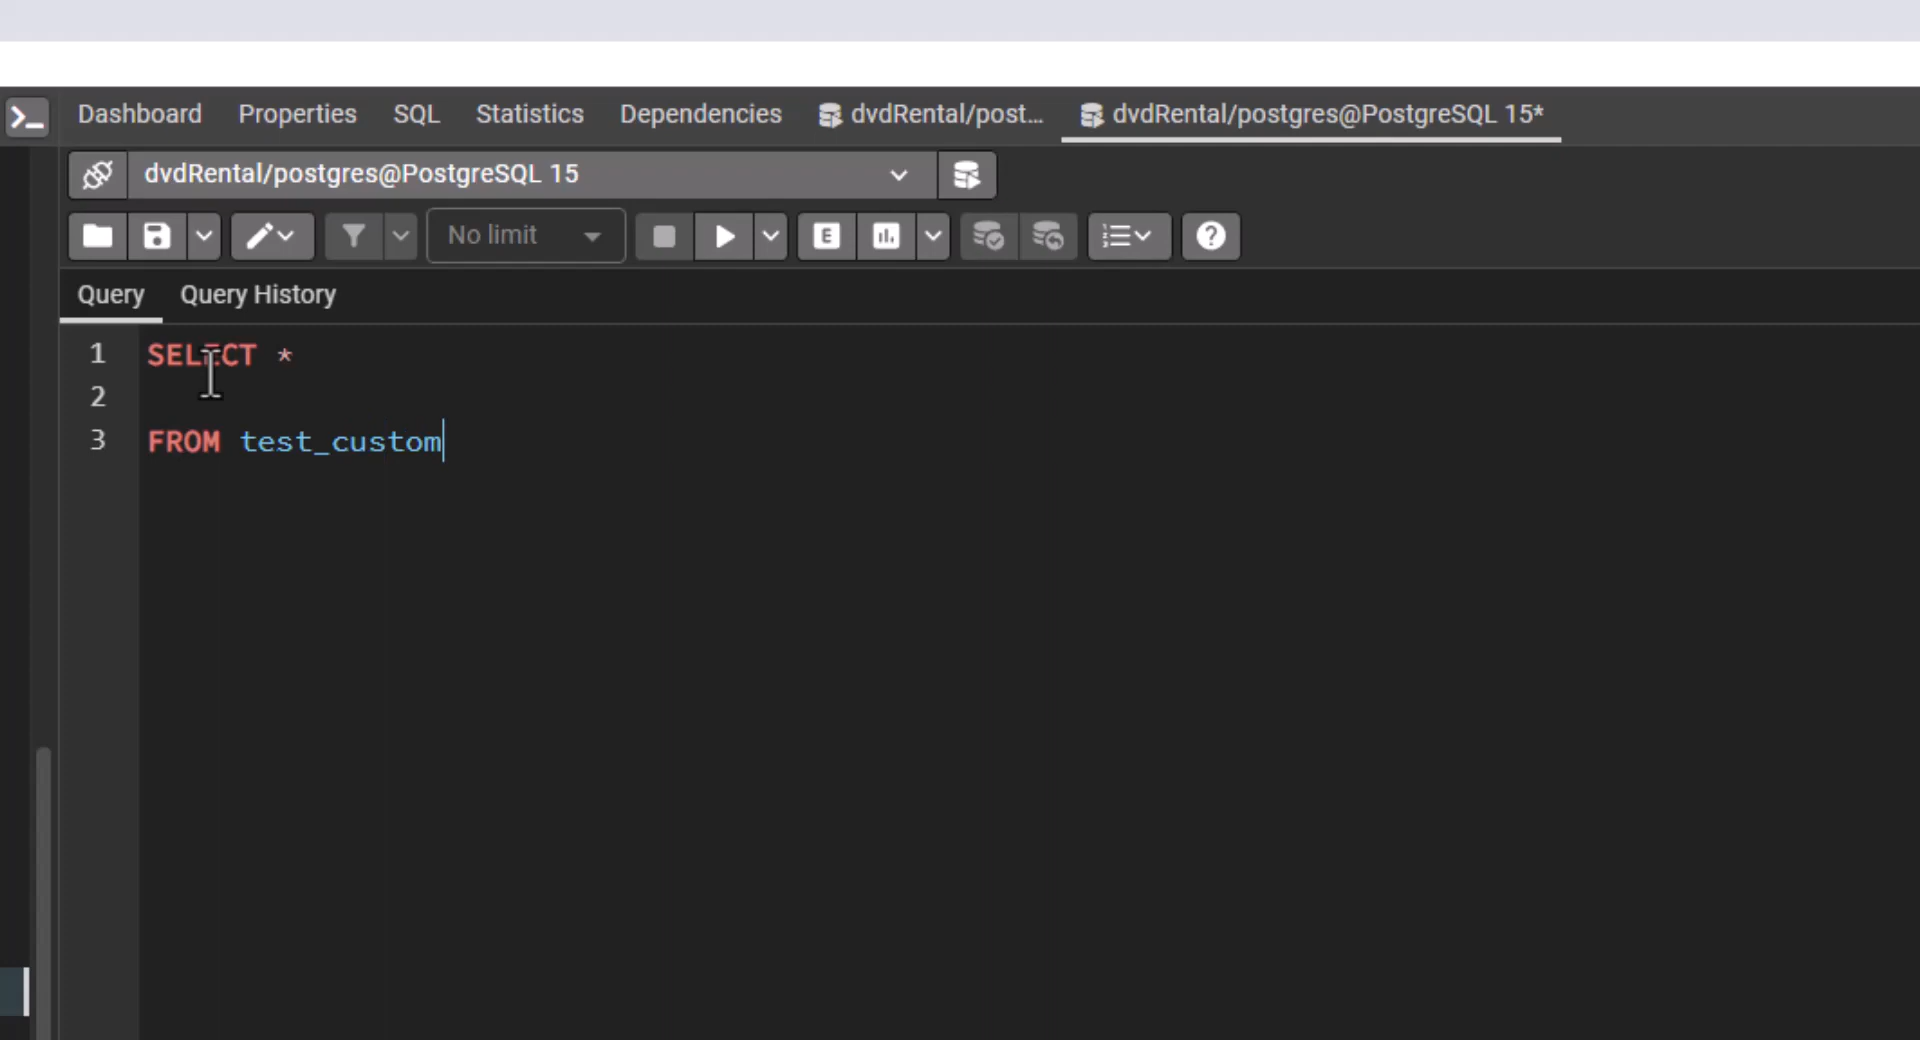 Dashboard Properties SQL Statistics Dependencies dvdRental/post... dvdRental/postgres@PostgreSQL 15*
dvdRental/postgres@PostgreSQL 15
No limit E
Query Query History
1 SELECT *
2
3 FROM test_custom